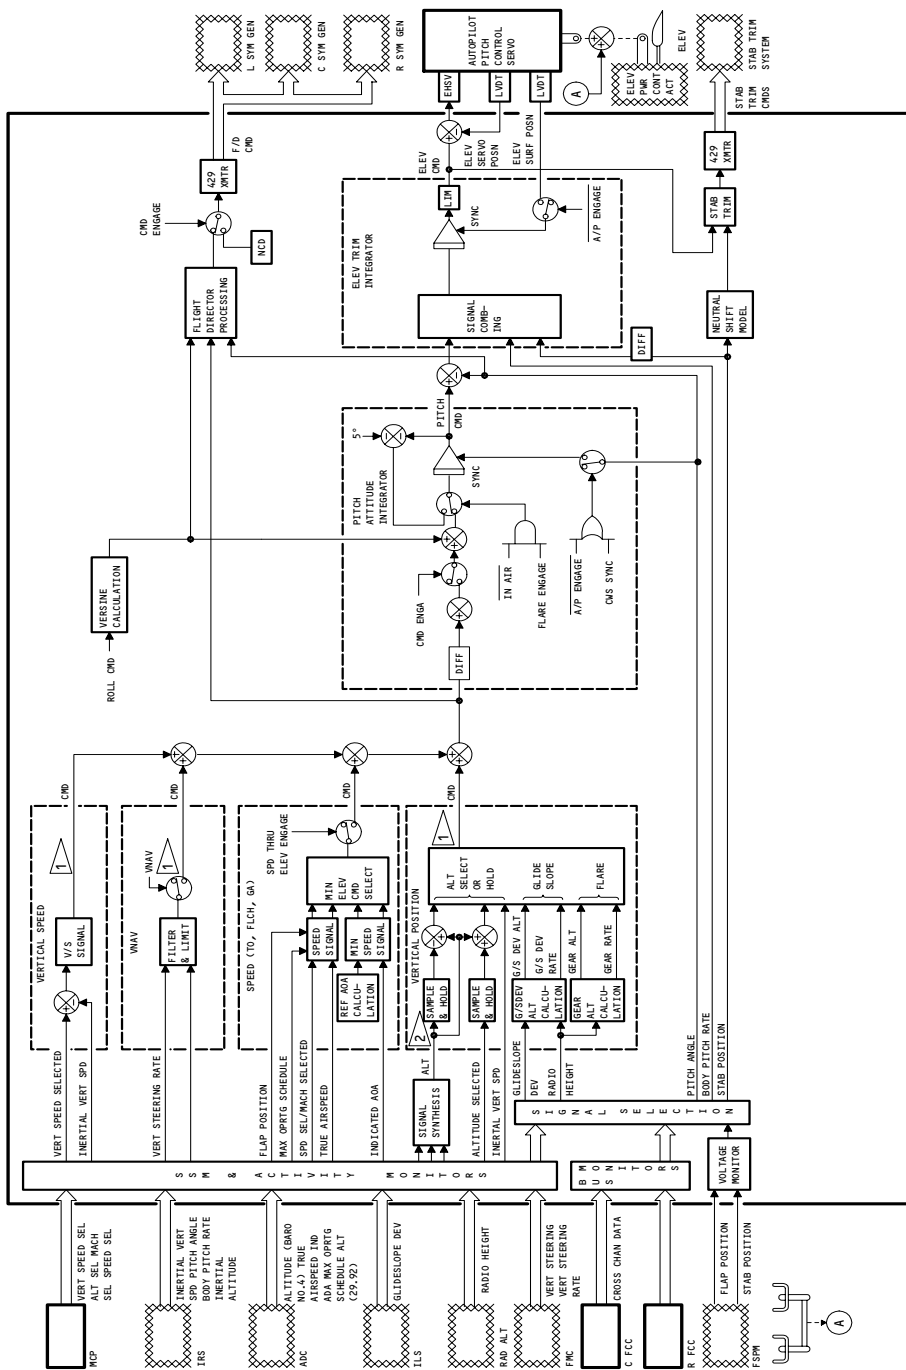 MCP
VERT SPEED SEL
ALT SEL MACH
SEL SPEED SEL
IRS
INERTIAL VERT
SPD PITCH ANGLE
BODY PITCH RATE
INERTIAL
ALTITUDE
ADC
ALTITUDE (BARO
NO.4) TRUE
AIRSPEED IND
ADA MAX OPRTG
SCHEDULE ALT
(29.92)
ILS
GLIDESLOPE DEV
RAD ALT
RADIO HEIGHT
FMC
VERT STEERING
VERT STEERING
RATE
C FCC
CROSS CHAN DATA
R FCC
FSPM
FLAP POSITION
STAB POSITION
A
SSM & ACTIVITY MONITORS
BUS MONITORS
VOLTAGE
MONITOR
SIGNAL SELECTION
VERT SPEED SELECTED
INERTIAL VERT SPD
VERT STEERING RATE
FLAP POSITION
MAX OPRTG SCHEDULE
SPD SEL/MACH SELECTED
TRUE AIRSPEED
INDICATED AOA
SIGNAL
SYNTHESIS
ALT
2
ALTITUDE SELECTED
INERTAL VERT SPD
GLIDESLOPE
DEV
RADIO
HEIGHT
PITCH ANGLE
BODY PITCH RATE
STAB POSITION
VERTICAL SPEED
V/S
SIGNAL
1
CMD
VNAV
FILTER
& LIMIT
VNAV
1
CMD
SPEED (TO, FLCH, GA)
SPEED
SIGNAL
REF AOA
CALCU-
LATION
MIN
SPEED
SIGNAL
MIN
ELEV
CMD
SELECT
SPD THRU
ELEV ENGAGE
CMD
VERTICAL POSITION
SAMPLE
& HOLD
SAMPLE
& HOLD
G/SDEV
ALT
CALCU-
LATION
GEAR
ALT
CALCU-
LATION
G/S DEV ALT
G/S DEV
RATE
GEAR ALT
GEAR RATE
ALT
SELECT
OR
HOLD
GLIDE
SLOPE
FLARE
1
CMD
ROLL CMD
VERSINE
CALCULATION
DIFF
CMD ENGA
PITCH
ATTITUDE
INTEGRATOR
5°
SYNC
IN AIR
FLARE ENGAGE
A/P ENGAGE
CWS SYNC
PITCH
CMD
FLIGHT
DIRECTOR
PROCESSING
NCD
CMD
ENGAGE
429
XMTR
F/D
CMD
L SYM GEN
C SYM GEN
R SYM GEN
ELEV TRIM
INTEGRATOR
SIGNAL
COMB-
ING
LIM
SYNC
A/P ENGAGE
ELEV
CMD
ELEV
SERVO
POSN
ELEV
SURF POSN
EHSV
LVDT
LVDT
AUTOPILOT
PITCH
CONTROL
SERVO
A
ELEV
PWR
CONT
ACT
ELEV
DIFF
NEUTRAL
SHIFT
MODEL
STAB
TRIM
429
XMTR
STAB
TRIM
CMDS
STAB TRIM
SYSTEM